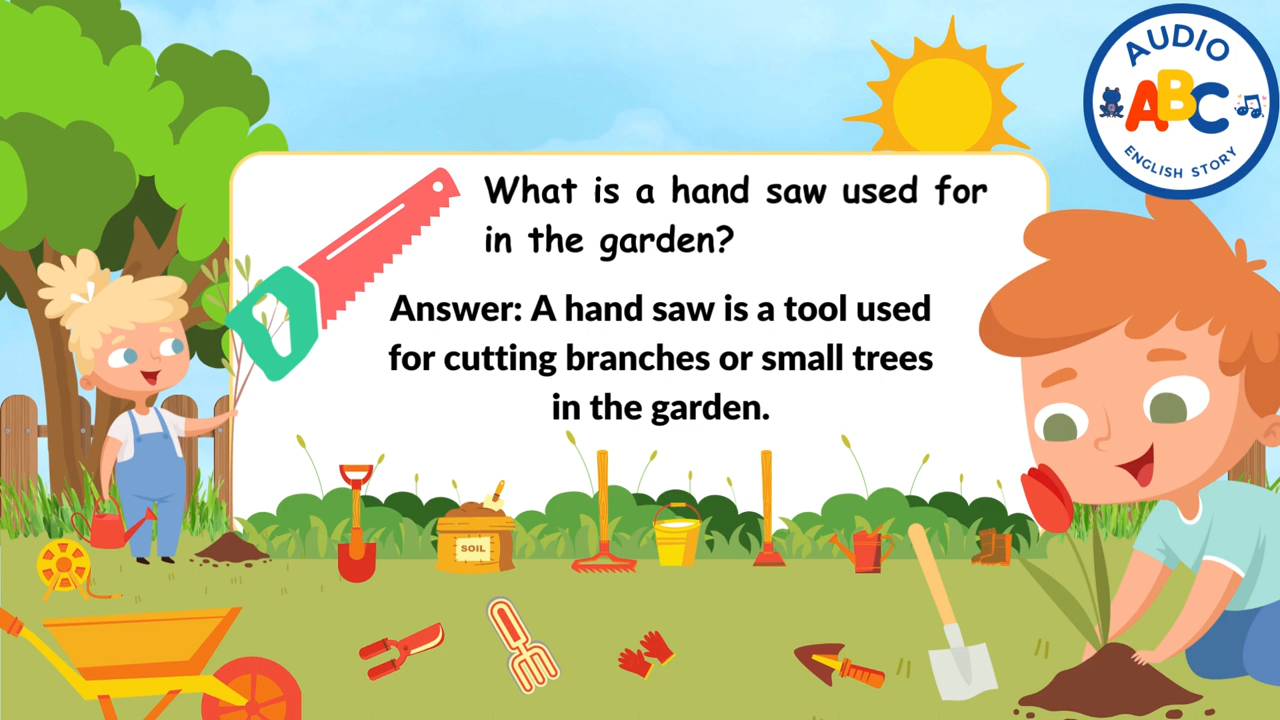 AUDIO
ABC
ENGLISH STORY
What is a hand saw used for
in the garden?
Answer: A hand saw is a tool used
for cutting branches or small trees
in the garden.
SOIL